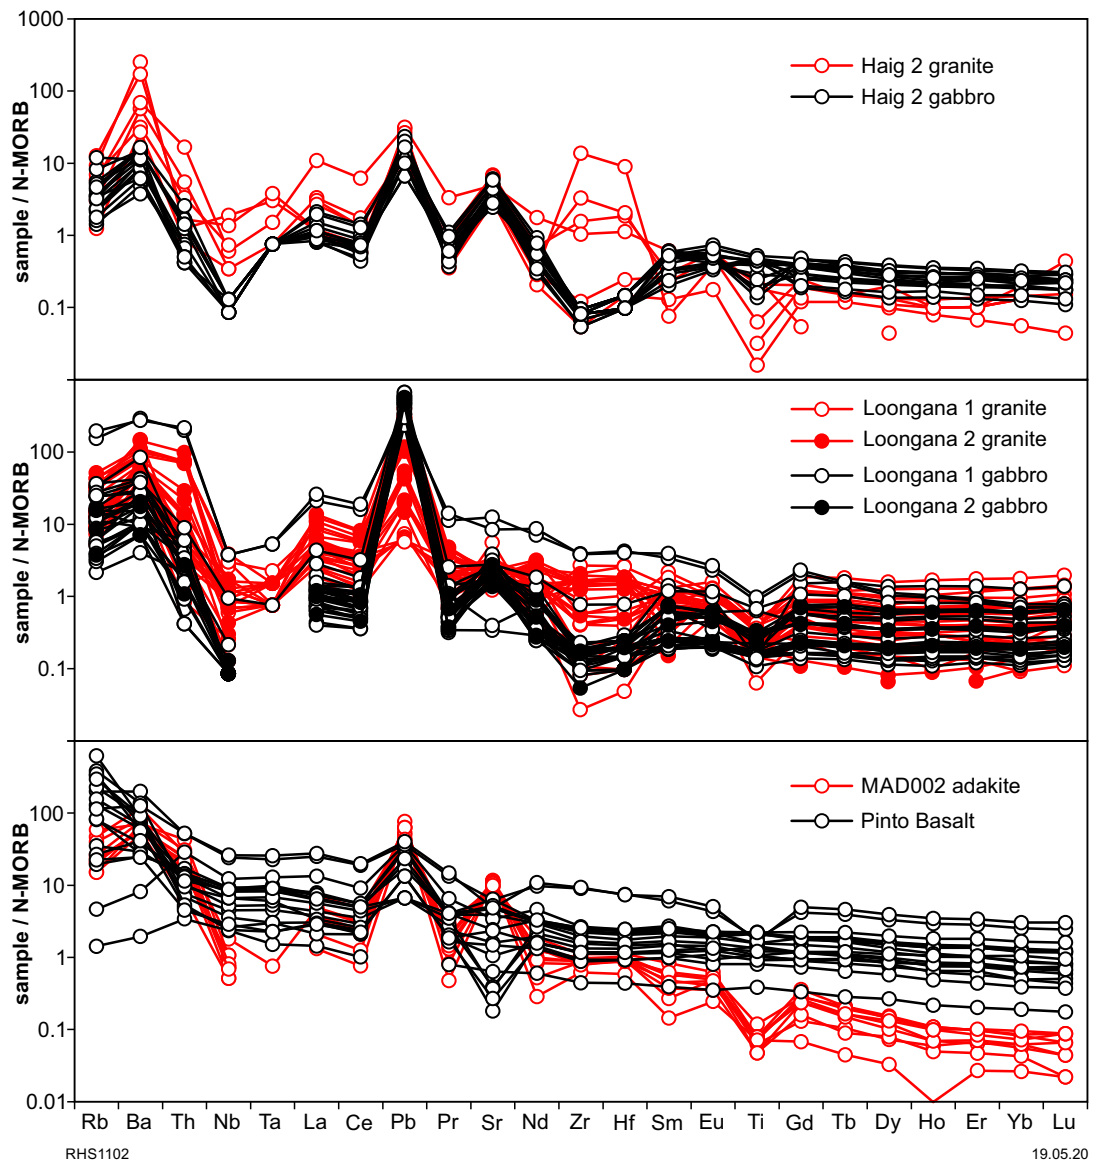 1000
100
10
1
0.1
sample / N-MORB
Haig 2 granite
Haig 2 gabbro
100
10
1
0.1
sample / N-MORB
Loongana 1 granite
Loongana 2 granite
Loongana 1 gabbro
Loongana 2 gabbro
100
10
1
0.1
0.01
sample / N-MORB
MAD002 adakite
Pinto Basalt
Rb Ba Th Nb Ta La Ce Pb Pr Sr Nd Zr Hf Sm Eu Ti Gd Tb Dy Ho Er Yb Lu
RHS1102 19.05.20